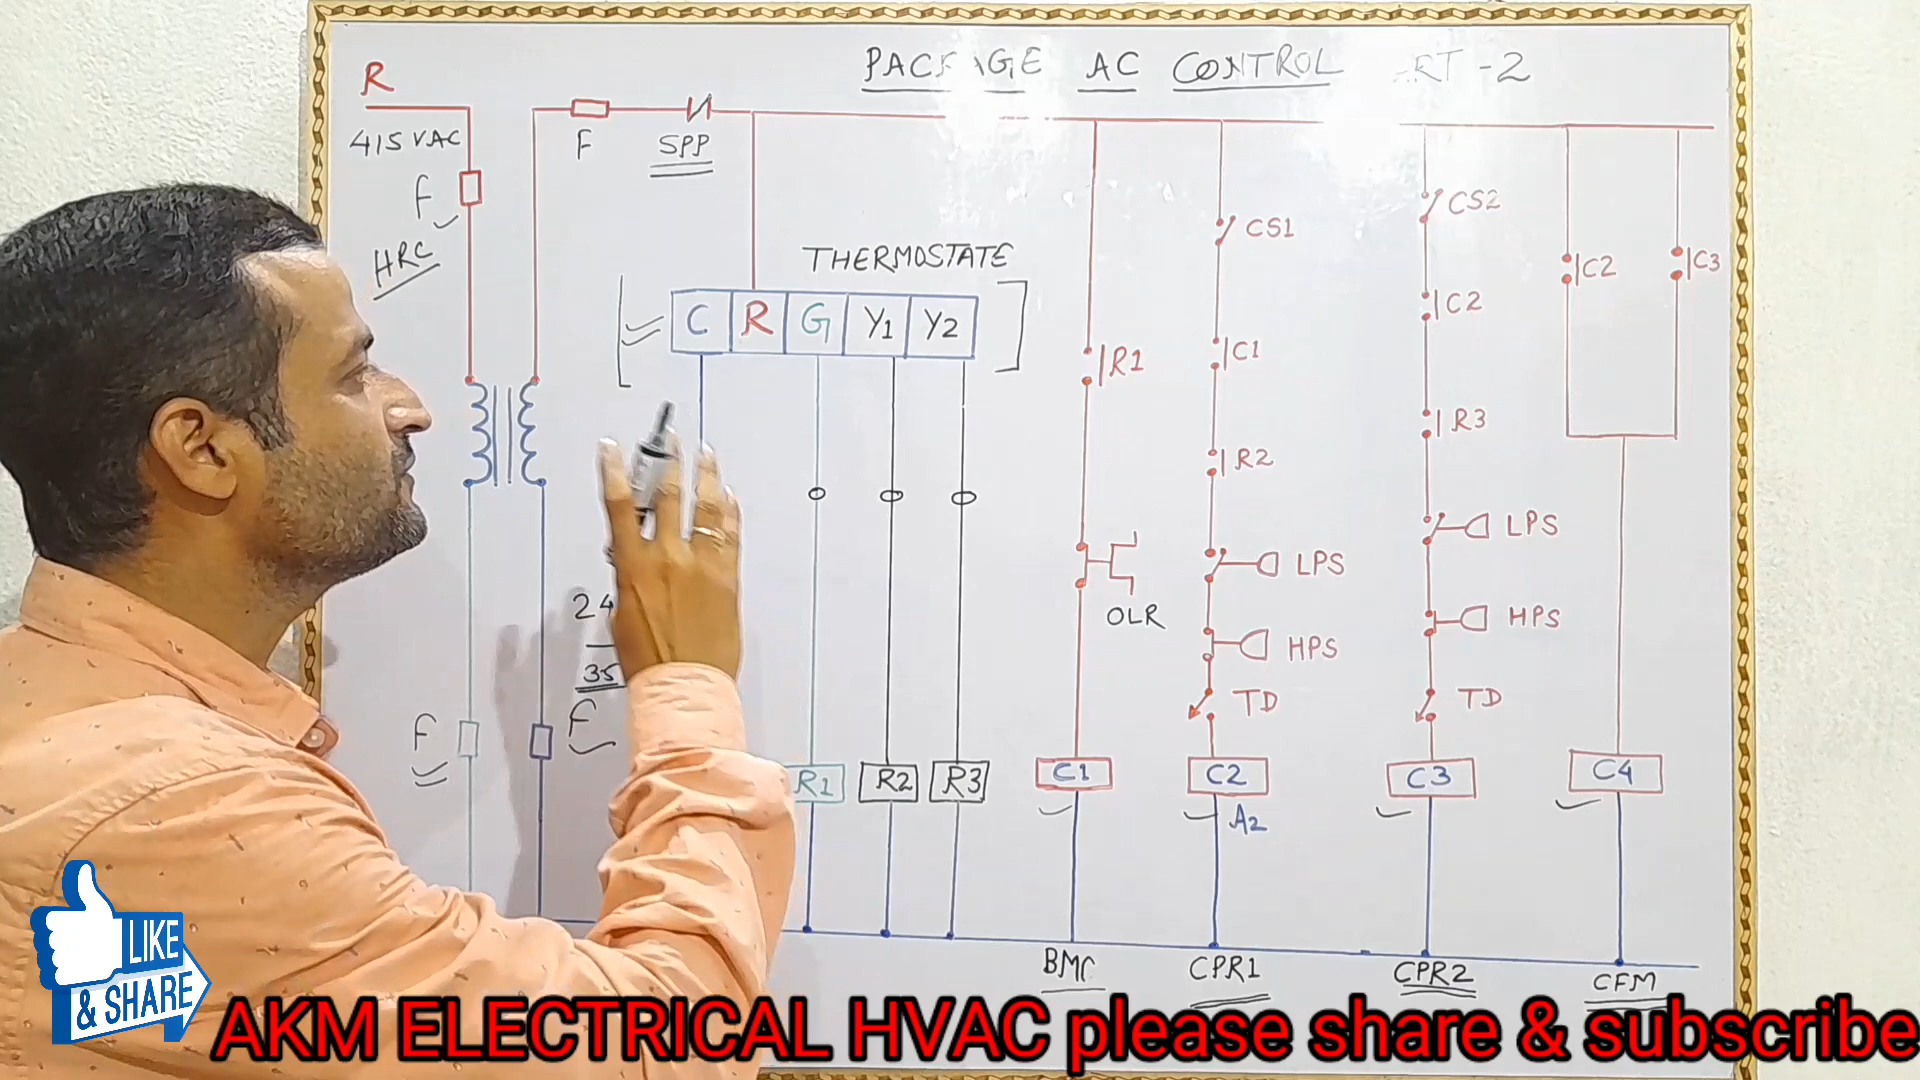 PACKAGE AC CONTROL -2
R
415 VAC
F
HRC
F
SPP
THERMOSTATE
C R G Y1 Y2
CS1
CS2
C2
C3
C2
R1
C1
R3
R2
LPS
LPS
OLR
HPS
HPS
24
35
F
F
TD
TD
R1
R2
R3
C1
C2
C3
C4
A2
CPR1
CPR2
CFM
LIKE
& SHARE
AKM ELECTRICAL HVAC please share & subscribe